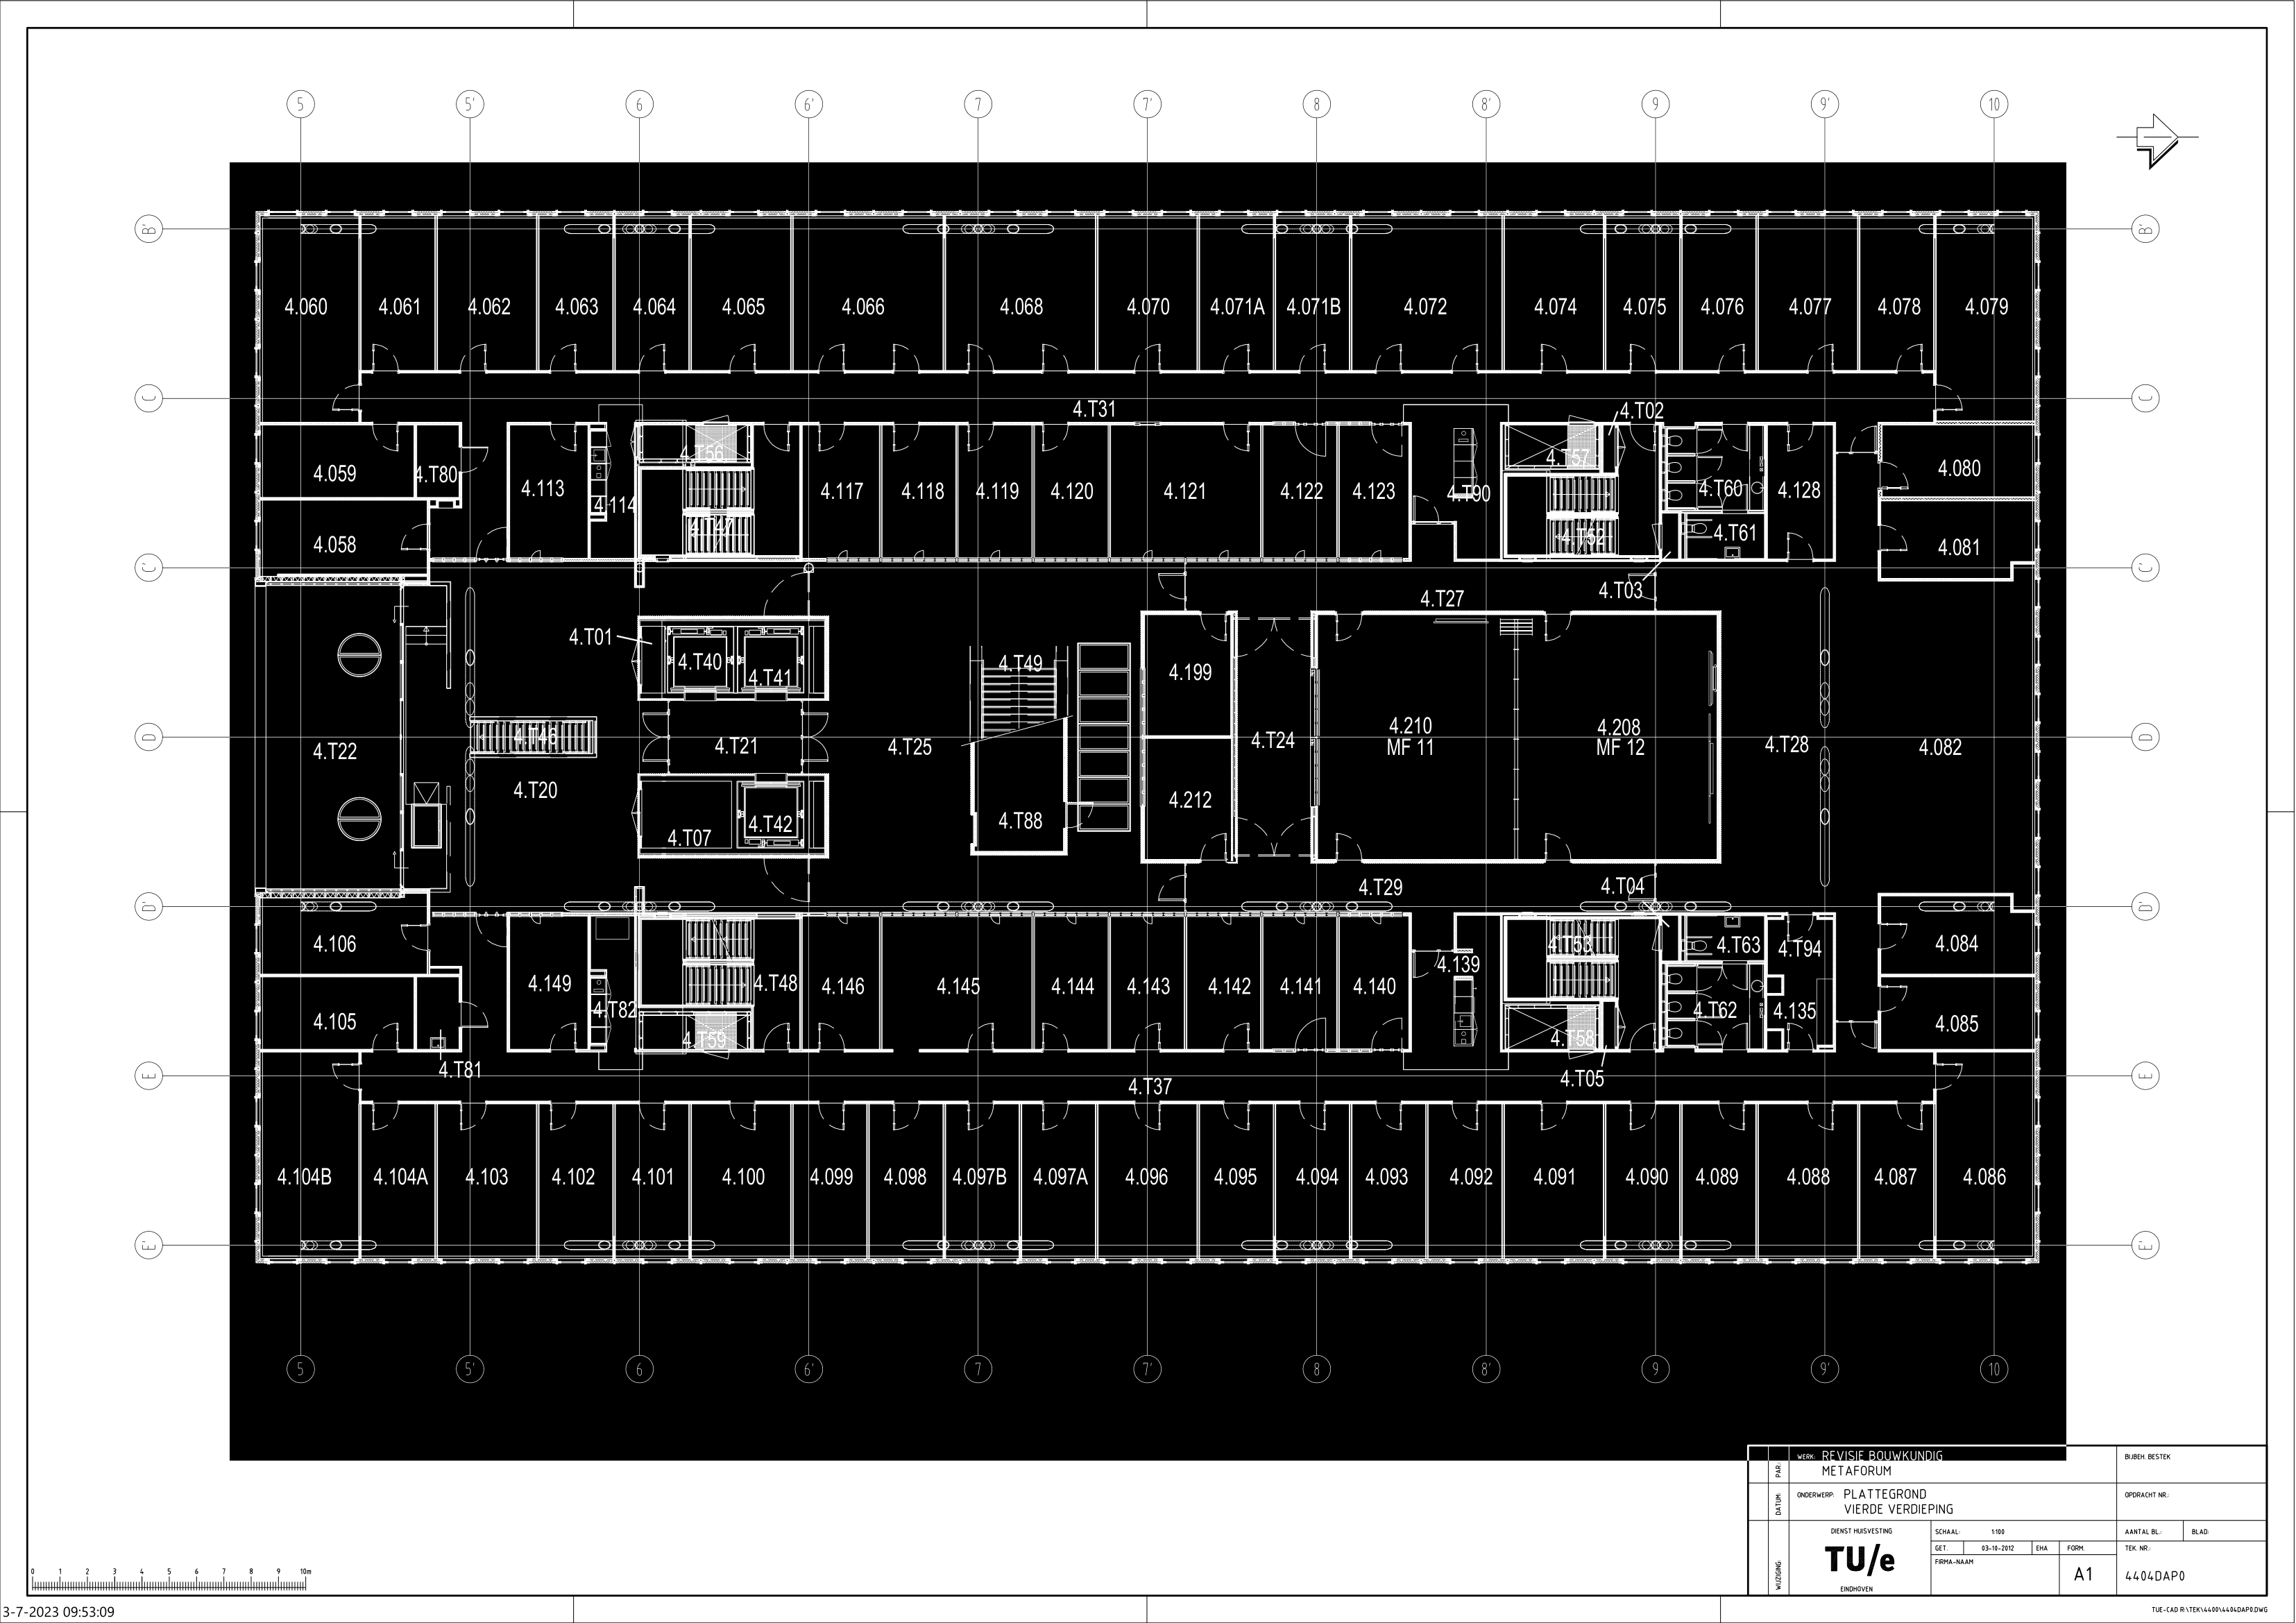 5 5' 6 6' 7 7' 8 8' 9 9' 10
B' B'
4.060 4.061 4.062 4.063 4.064 4.065 4.066 4.068 4.070 4.071A 4.071B 4.072 4.074 4.075 4.076 4.077 4.078 4.079
C C
4.T31 4.T02
4.T56 4.T57
4.059 4.T80 4.113 4.117 4.118 4.119 4.120 4.121 4.122 4.123 4.T90 4.T60 4.128 4.080
4.114
4.T47 4.T52 4.T61
4.058 4.081
C' C'
4.T27 4.T03
4.T01
4.T40 4.T41 4.T49 4.199
4.210 4.208
MF 11 MF 12
D D
4.T22 4.T46 4.T21 4.T25 4.T24 4.T28 4.082
4.T20
4.212
4.T07 4.T42 4.T88
4.T29 4.T04
D' D'
4.106 4.T53 4.T63 4.T94 4.084
4.139
4.149 4.T48 4.146 4.145 4.144 4.143 4.142 4.141 4.140
4.105 4.T82 4.T62 4.135 4.085
4.T59 4.T58
4.T81 4.T37 4.T05
E E
4.104B 4.104A 4.103 4.102 4.101 4.100 4.099 4.098 4.097B 4.097A 4.096 4.095 4.094 4.093 4.092 4.091 4.090 4.089 4.088 4.087 4.086
E' E'
5 5' 6 6' 7 7' 8 8' 9 9' 10
PAR.:
WERK: REVISIE BOUWKUNDIG
METAFORUM
BIJBEH. BESTEK
DATUM:
ONDERWERP: PLATTEGROND
VIERDE VERDIEPING
OPDRACHT NR.:
WIJZIGING:
DIENST HUISVESTING
TU/e
EINDHOVEN
SCHAAL: 1:100
AANTAL BL.: BLAD:
GET. 03-10-2012 EHA FORM.
TEK. NR.:
FIRMA-NAAM
A1
4404DAP0
0 1 2 3 4 5 6 7 8 9 10m
3-7-2023 09:53:09
TUE-CAD R:\TEK\4400\4404DAP0.DWG